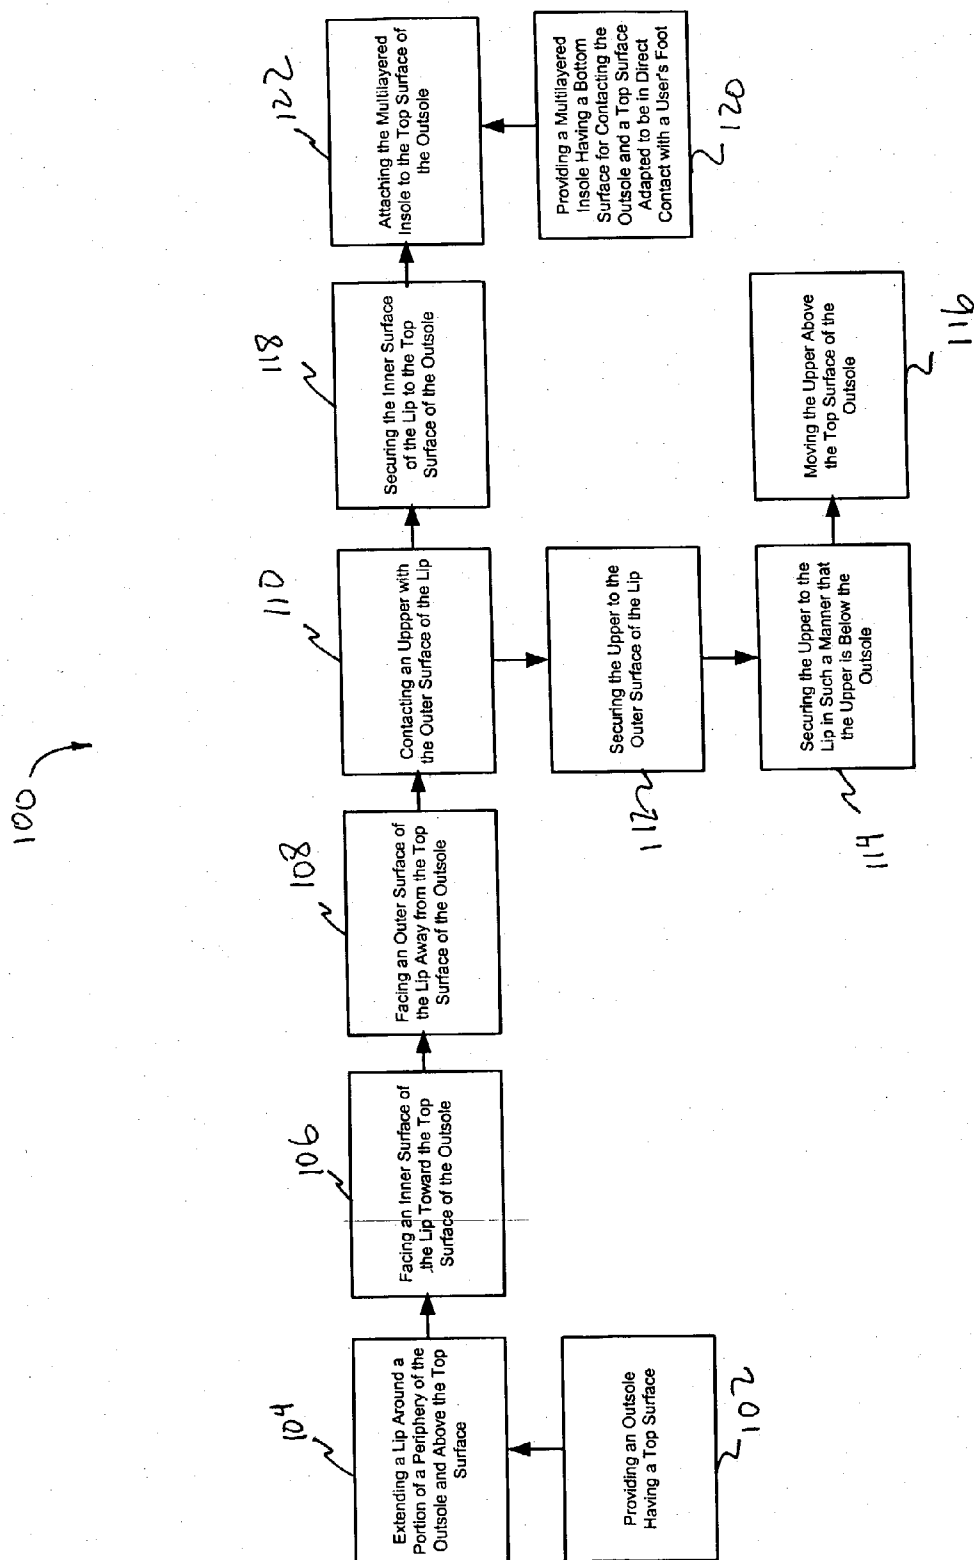 100
102
Providing an Outsole
Having a Top Surface
104
Extending a Lip Around a
Portion of a Periphery of the
Outsole and Above the Top
Surface
106
Facing an Inner Surface of
the Lip Toward the Top
Surface of the Outsole
108
Facing an Outer Surface of
the Lip Away from the Top
Surface of the Outsole
110
Contacting an Uppper with
the Outer Surface of the Lip
112
Securing the Upper to the
Outer Surface of the Lip
114
Securing the Upper to the
Lip in Such a Manner that
the Upper is Below the
Outsole
116
Moving the Upper Above
the Top Surface of the
Outsole
118
Securing the Inner Surface
of the Lip to the Top
Surface of the Outsole
120
Providing a Multilayered
Insole Having a Bottom
Surface for Contacting the
Outsole and a Top Surface
Adapted to be in Direct
Contact with a User's Foot
122
Attaching the Multilayered
Insole to the Top Surface of
the Outsole